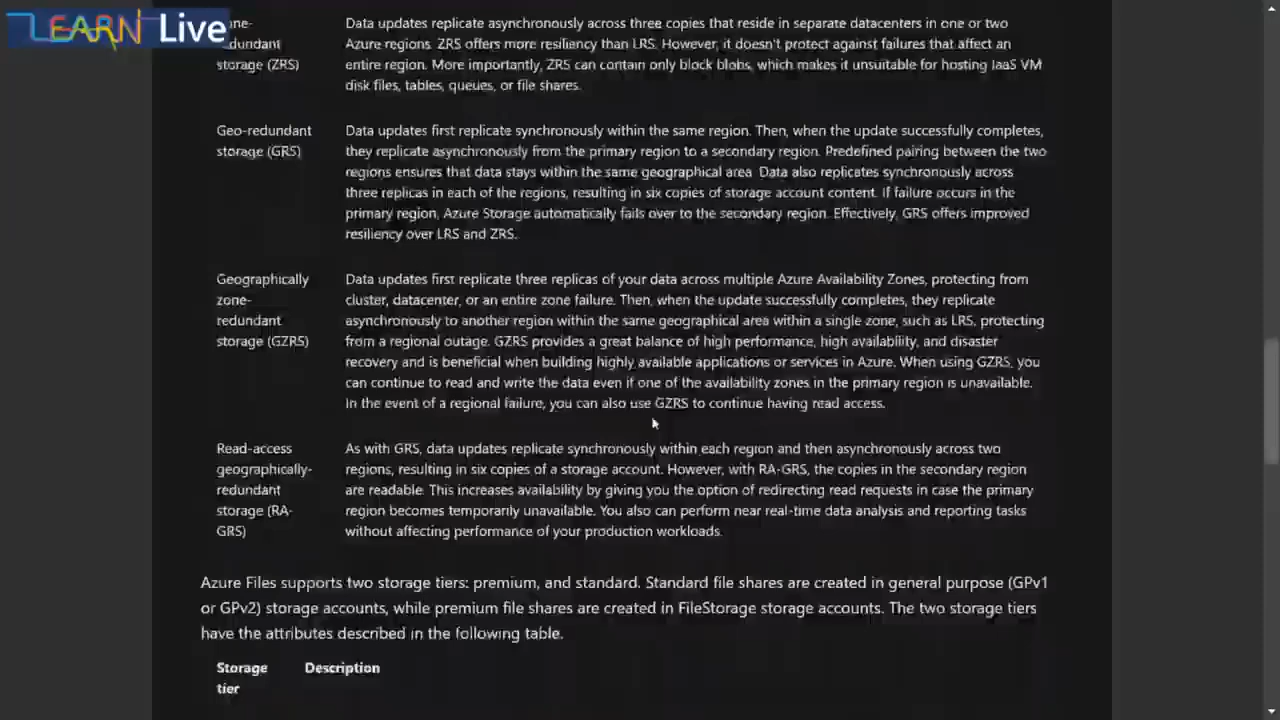 LEARN Live
one-
Data updates replicate asynchronously across three copies that reside in separate datacenters in one or two
redundant
Azure regions. ZRS offers more resiliency than LRS. However, it doesn't protect against failures that affect an
storage (ZRS)
entire region. More importantly, ZRS can contain only block blobs, which makes it unsuitable for hosting IaaS VM
disk files, tables, queues, or file shares.
Geo-redundant
storage (GRS)
Data updates first replicate synchronously within the same region. Then, when the update successfully completes,
they replicate asynchronously from the primary region to a secondary region. Predefined pairing between the two
regions ensures that data stays within the same geographical area. Data also replicates synchronously across
three replicas in each of the regions, resulting in six copies of storage account content. If failure occurs in the
primary region, Azure Storage automatically fails over to the secondary region. Effectively, GRS offers improved
resiliency over LRS and ZRS.
Geographically
zone-
redundant
storage (GZRS)
Data updates first replicate three replicas of your data across multiple Azure Availability Zones, protecting from
cluster, datacenter, or an entire zone failure. Then, when the update successfully completes, they replicate
asynchronously to another region within the same geographical area within a single zone, such as LRS, protecting
from a regional outage. GZRS provides a great balance of high performance, high availability, and disaster
recovery and is beneficial when building highly available applications or services in Azure. When using GZRS, you
can continue to read and write the data even if one of the availability zones in the primary region is unavailable.
In the event of a regional failure, you can also use GZRS to continue having read access.
Read-access
geographically-
redundant
storage (RA-
GRS)
As with GRS, data updates replicate synchronously within each region and then asynchronously across two
regions, resulting in six copies of a storage account. However, with RA-GRS, the copies in the secondary region
are readable. This increases availability by giving you the option of redirecting read requests in case the primary
region becomes temporarily unavailable. You also can perform near real-time data analysis and reporting tasks
without affecting performance of your production workloads.
Azure Files supports two storage tiers: premium, and standard. Standard file shares are created in general purpose (GPv1
or GPv2) storage accounts, while premium file shares are created in FileStorage storage accounts. The two storage tiers
have the attributes described in the following table.
Storage
tier
Description